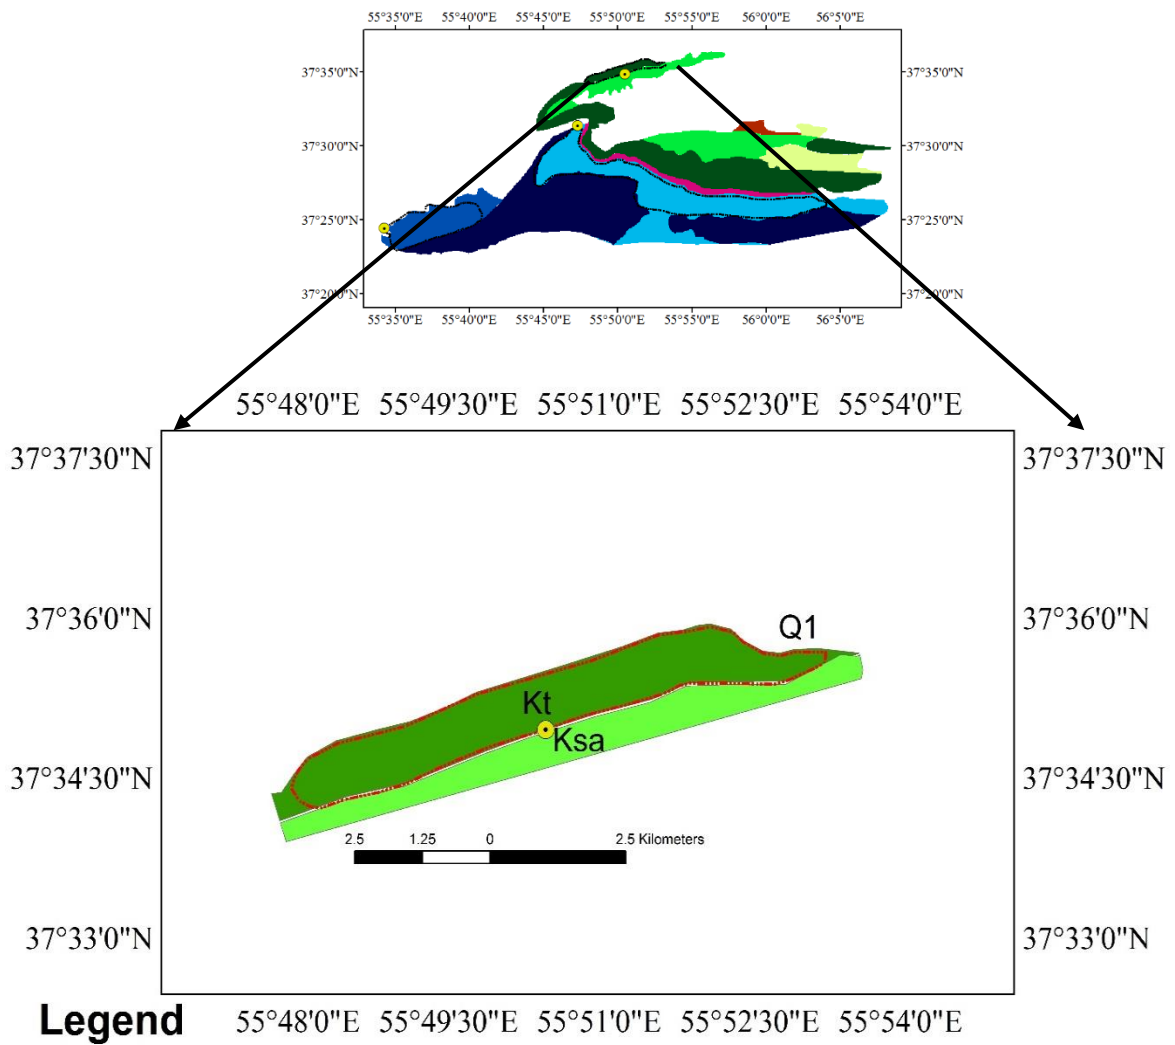 55°35'0"E 55°40'0"E 55°45'0"E 55°50'0"E 55°55'0"E 56°0'0"E 56°5'0"E
37°35'0"N 37°35'0"N
37°30'0"N 37°30'0"N
37°25'0"N 37°25'0"N
37°20'0"N 37°20'0"N
55°35'0"E 55°40'0"E 55°45'0"E 55°50'0"E 55°55'0"E 56°0'0"E 56°5'0"E
55°48'0"E 55°49'30"E 55°51'0"E 55°52'30"E 55°54'0"E
37°37'30"N 37°37'30"N
37°36'0"N 37°36'0"N
Q1
Kt
Ksa
37°34'30"N 37°34'30"N
2.5 1.25 0 2.5 Kilometers
37°33'0"N 37°33'0"N
Legend 55°48'0"E 55°49'30"E 55°51'0"E 55°52'30"E 55°54'0"E